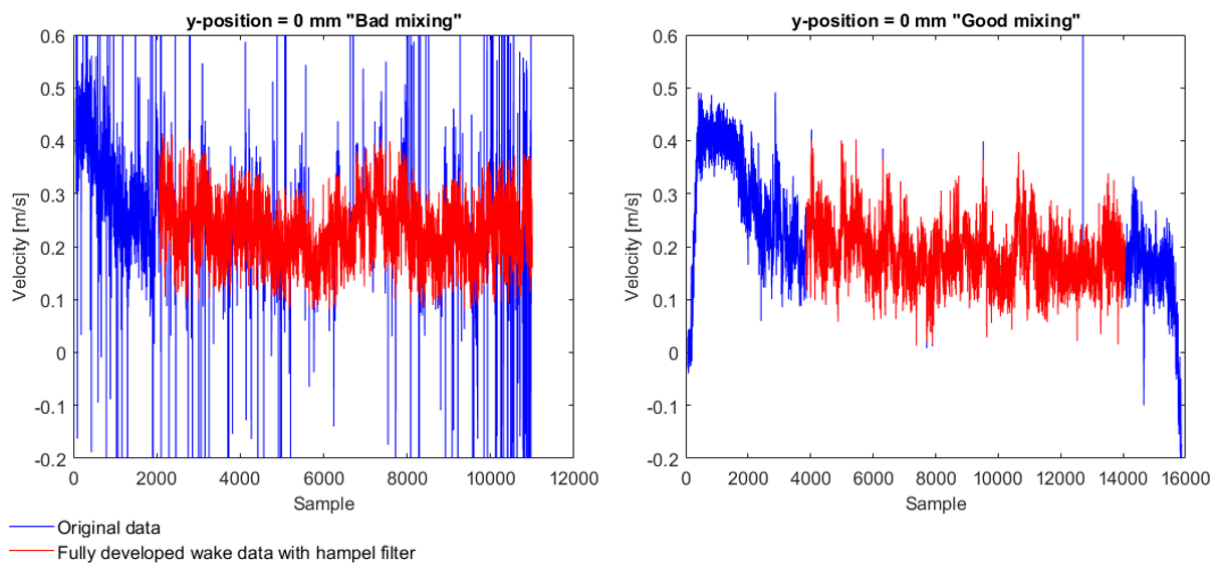 y-position = 0 mm "Bad mixing"
0.6
0.5
0.4
0.3
0.2
0.1
0
-0.1
-0.2
Velocity [m/s]
0 2000 4000 6000 8000 10000 12000
Sample
y-position = 0 mm "Good mixing"
0.6
0.5
0.4
0.3
0.2
0.1
0
-0.1
-0.2
Velocity [m/s]
0 2000 4000 6000 8000 10000 12000 14000 16000
Sample
Original data
Fully developed wake data with hampel filter